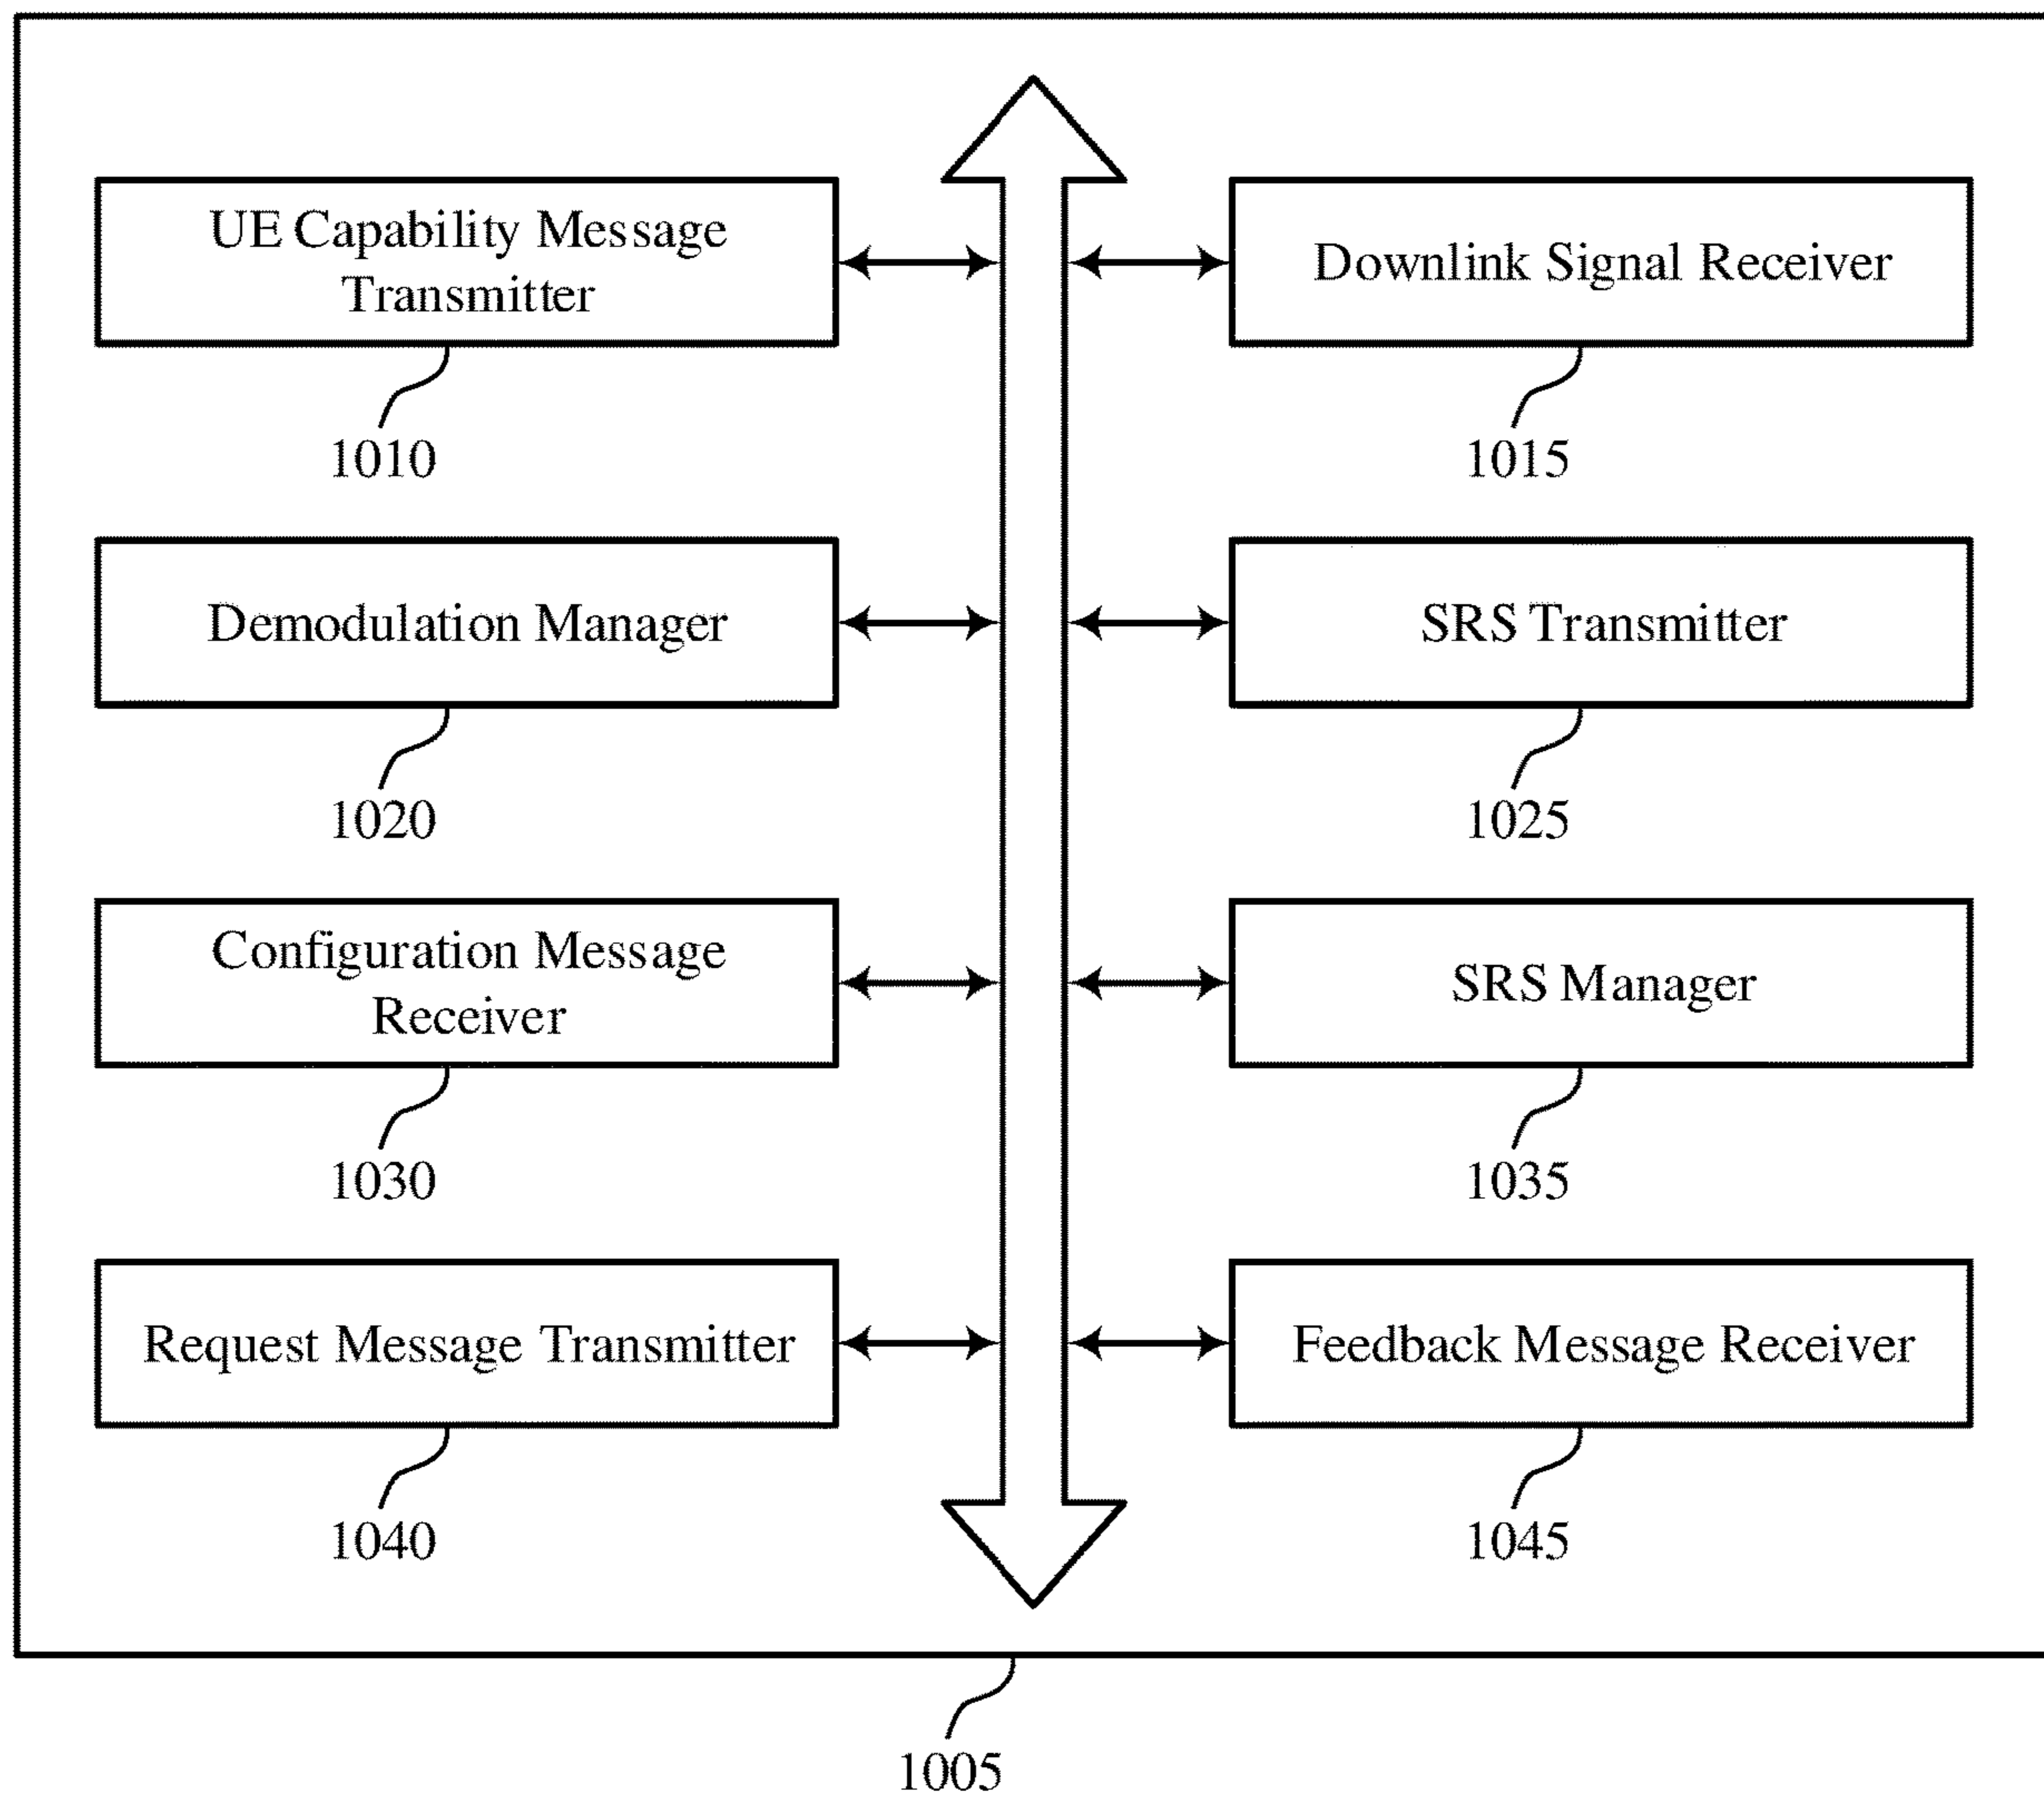 UE Capability Message
Transmitter
Downlink Signal Receiver
1010
1015
Demodulation Manager
SRS Transmitter
1020
1025
Configuration Message
Receiver
SRS Manager
1030
1035
Request Message Transmitter
Feedback Message Receiver
1040
1045
1005